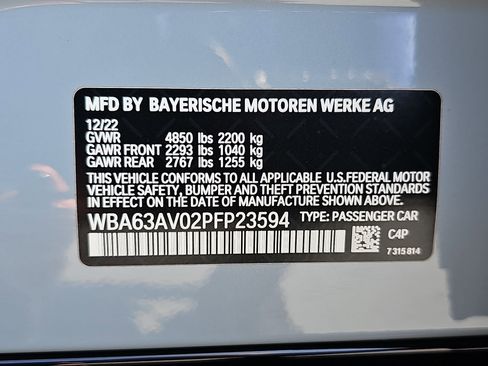 MFD BY BAYERISCHE MOTOREN WERKE AG
12/22
GVWR 4850 lbs 2200 kg
GAWR FRONT 2293 lbs 1040 kg
GAWR REAR 2767 lbs 1255 kg
THIS VEHICLE CONFORMS TO ALL APPLICABLE U.S.FEDERAL MOTOR
VEHICLE SAFETY, BUMPER AND THEFT PREVENTION STANDARDS
IN EFFECT ON THE DATE OF MANUFACTURE SHOWN ABOVE.
WBA63AV02PFP23594 TYPE: PASSENGER CAR
C4P
7315814